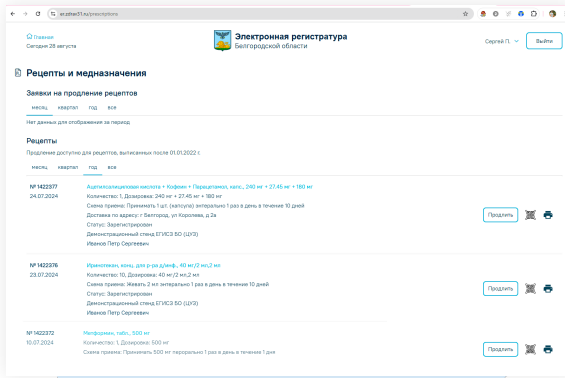 er.zdrav31.ru/prescriptions
Главная
Сегодня 28 августа
Электронная регистратура
Белгородской области
Сергей П.
Выйти
Рецепты и медназначения
Заявки на продление рецептов
месяц квартал год все
Нет данных для отображения за период
Рецепты
Продление доступно для рецептов, выписанных после 01.01.2022 г.
месяц квартал год все
№ 1422377
24.07.2024
Ацетилсалициловая кислота + Кофеин + Парацетамол, капс., 240 мг + 27.45 мг + 180 мг
Количество: 1, Дозировка: 240 мг + 27.45 мг + 180 мг
Схема приема: Принимать 1 шт. (капсула) энтерально 1 раз в день в течение 10 дней
Доставка по адресу: г Белгород, ул Королева, д 2а
Статус: Зарегистрирован
Демонстрационный стенд ЕГИСЗ БО (ЦУЗ)
Иванов Петр Сергеевич
Продлить
№ 1422376
23.07.2024
Иринотекан, конц. для р-ра д/инф., 40 мг/2 мл,2 мл
Количество: 10, Дозировка: 40 мг/2 мл,2 мл
Схема приема: Жевать 2 мл энтерально 1 раз в день в течение 10 дней
Статус: Зарегистрирован
Демонстрационный стенд ЕГИСЗ БО (ЦУЗ)
Иванов Петр Сергеевич
Продлить
№ 1422372
10.07.2024
Метформин, табл., 500 мг
Количество: 1, Дозировка: 500 мг
Схема приема: Принимать 500 мг перорально 1 раз в день в течение 1 дня
Продлить